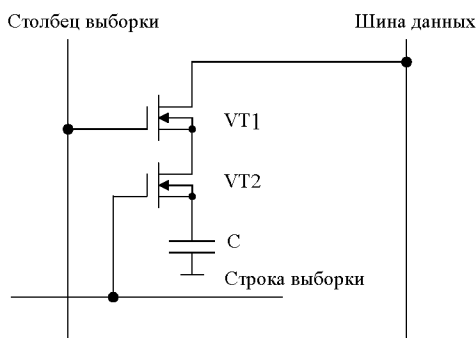 Столбец выборки
Шина данных
VT1
VT2
C
Строка выборки